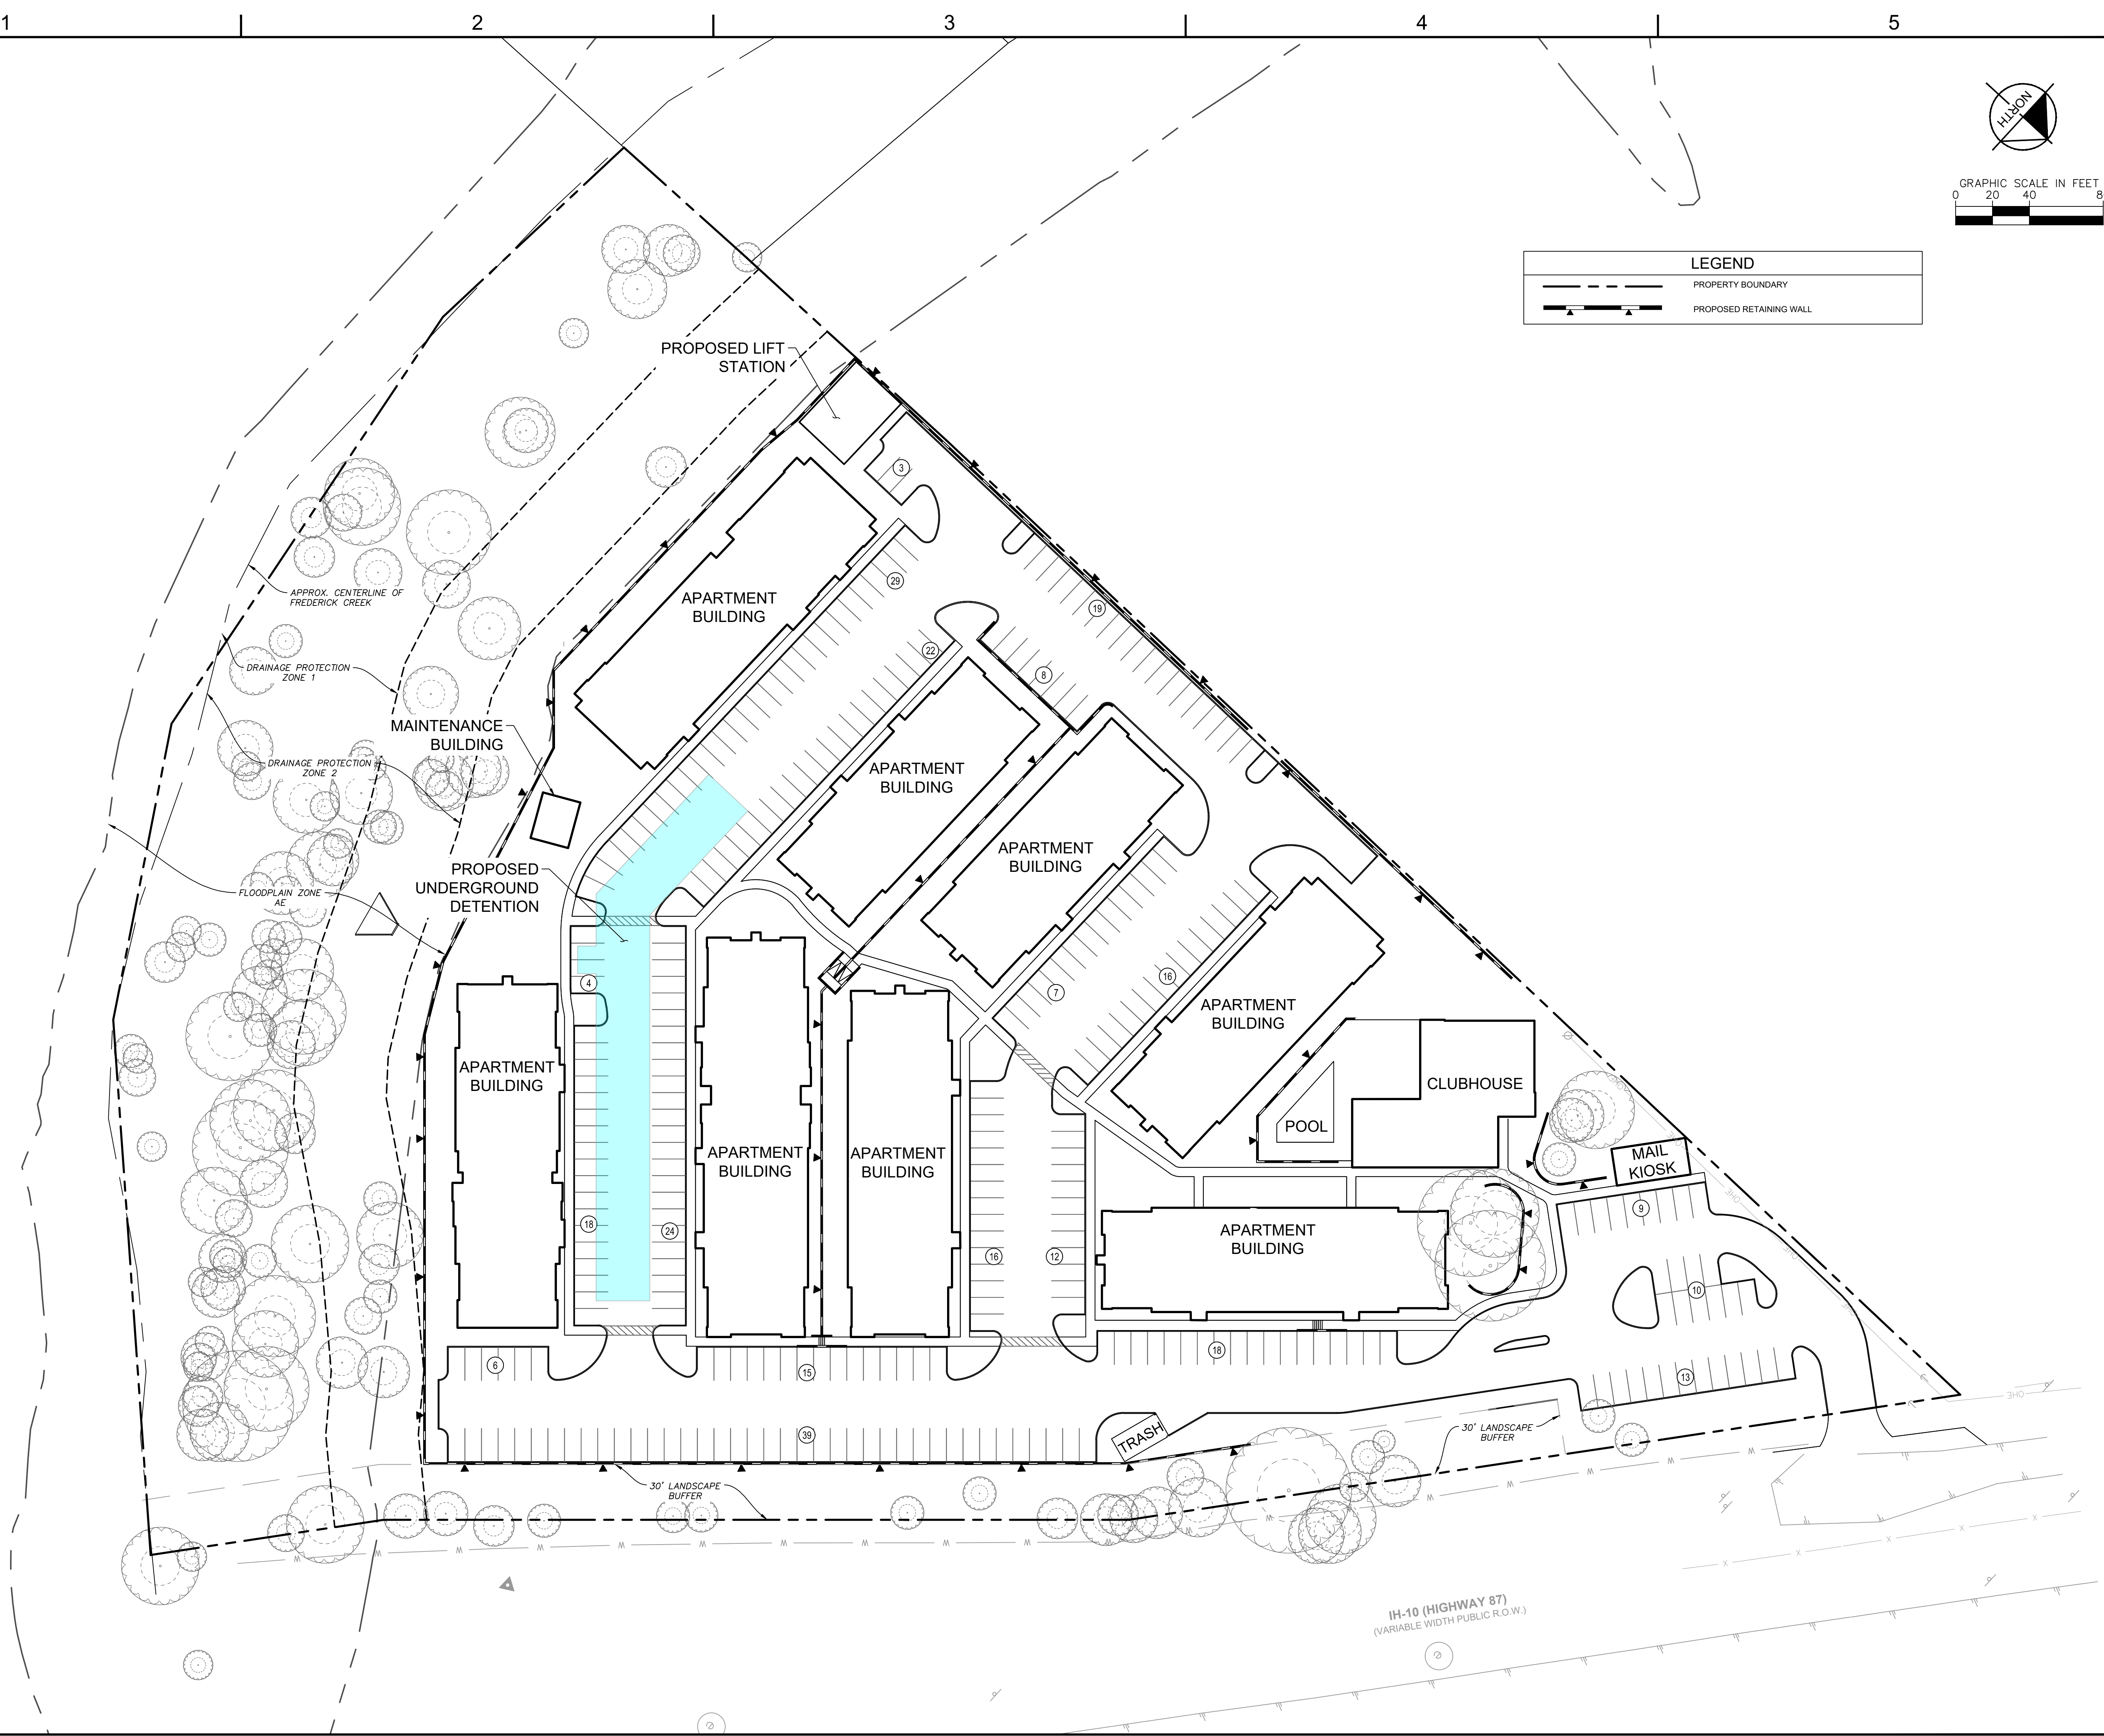 1
2
3
4
5
NORTH
GRAPHIC SCALE IN FEET
0 20 40 8
LEGEND
PROPERTY BOUNDARY
PROPOSED RETAINING WALL
PROPOSED LIFT
STATION
3
29
APARTMENT
BUILDING
19
22
8
APPROX. CENTERLINE OF
FREDERICK CREEK
DRAINAGE PROTECTION
ZONE 1
MAINTENANCE
BUILDING
DRAINAGE PROTECTION
ZONE 2
APARTMENT
BUILDING
APARTMENT
BUILDING
PROPOSED
UNDERGROUND
DETENTION
FLOODPLAIN ZONE
AE
4
7
16
APARTMENT
BUILDING
APARTMENT
BUILDING
CLUBHOUSE
POOL
APARTMENT
BUILDING
APARTMENT
BUILDING
MAIL
KIOSK
OHE
18
24
16
12
APARTMENT
BUILDING
9
10
6
15
18
13
OHE
39
TRASH
30' LANDSCAPE
BUFFER
30' LANDSCAPE
BUFFER
W W W W W W W W W W W W W W W W
X X X X X
IH-10 (HIGHWAY 87)
(VARIABLE WIDTH PUBLIC R.O.W.)